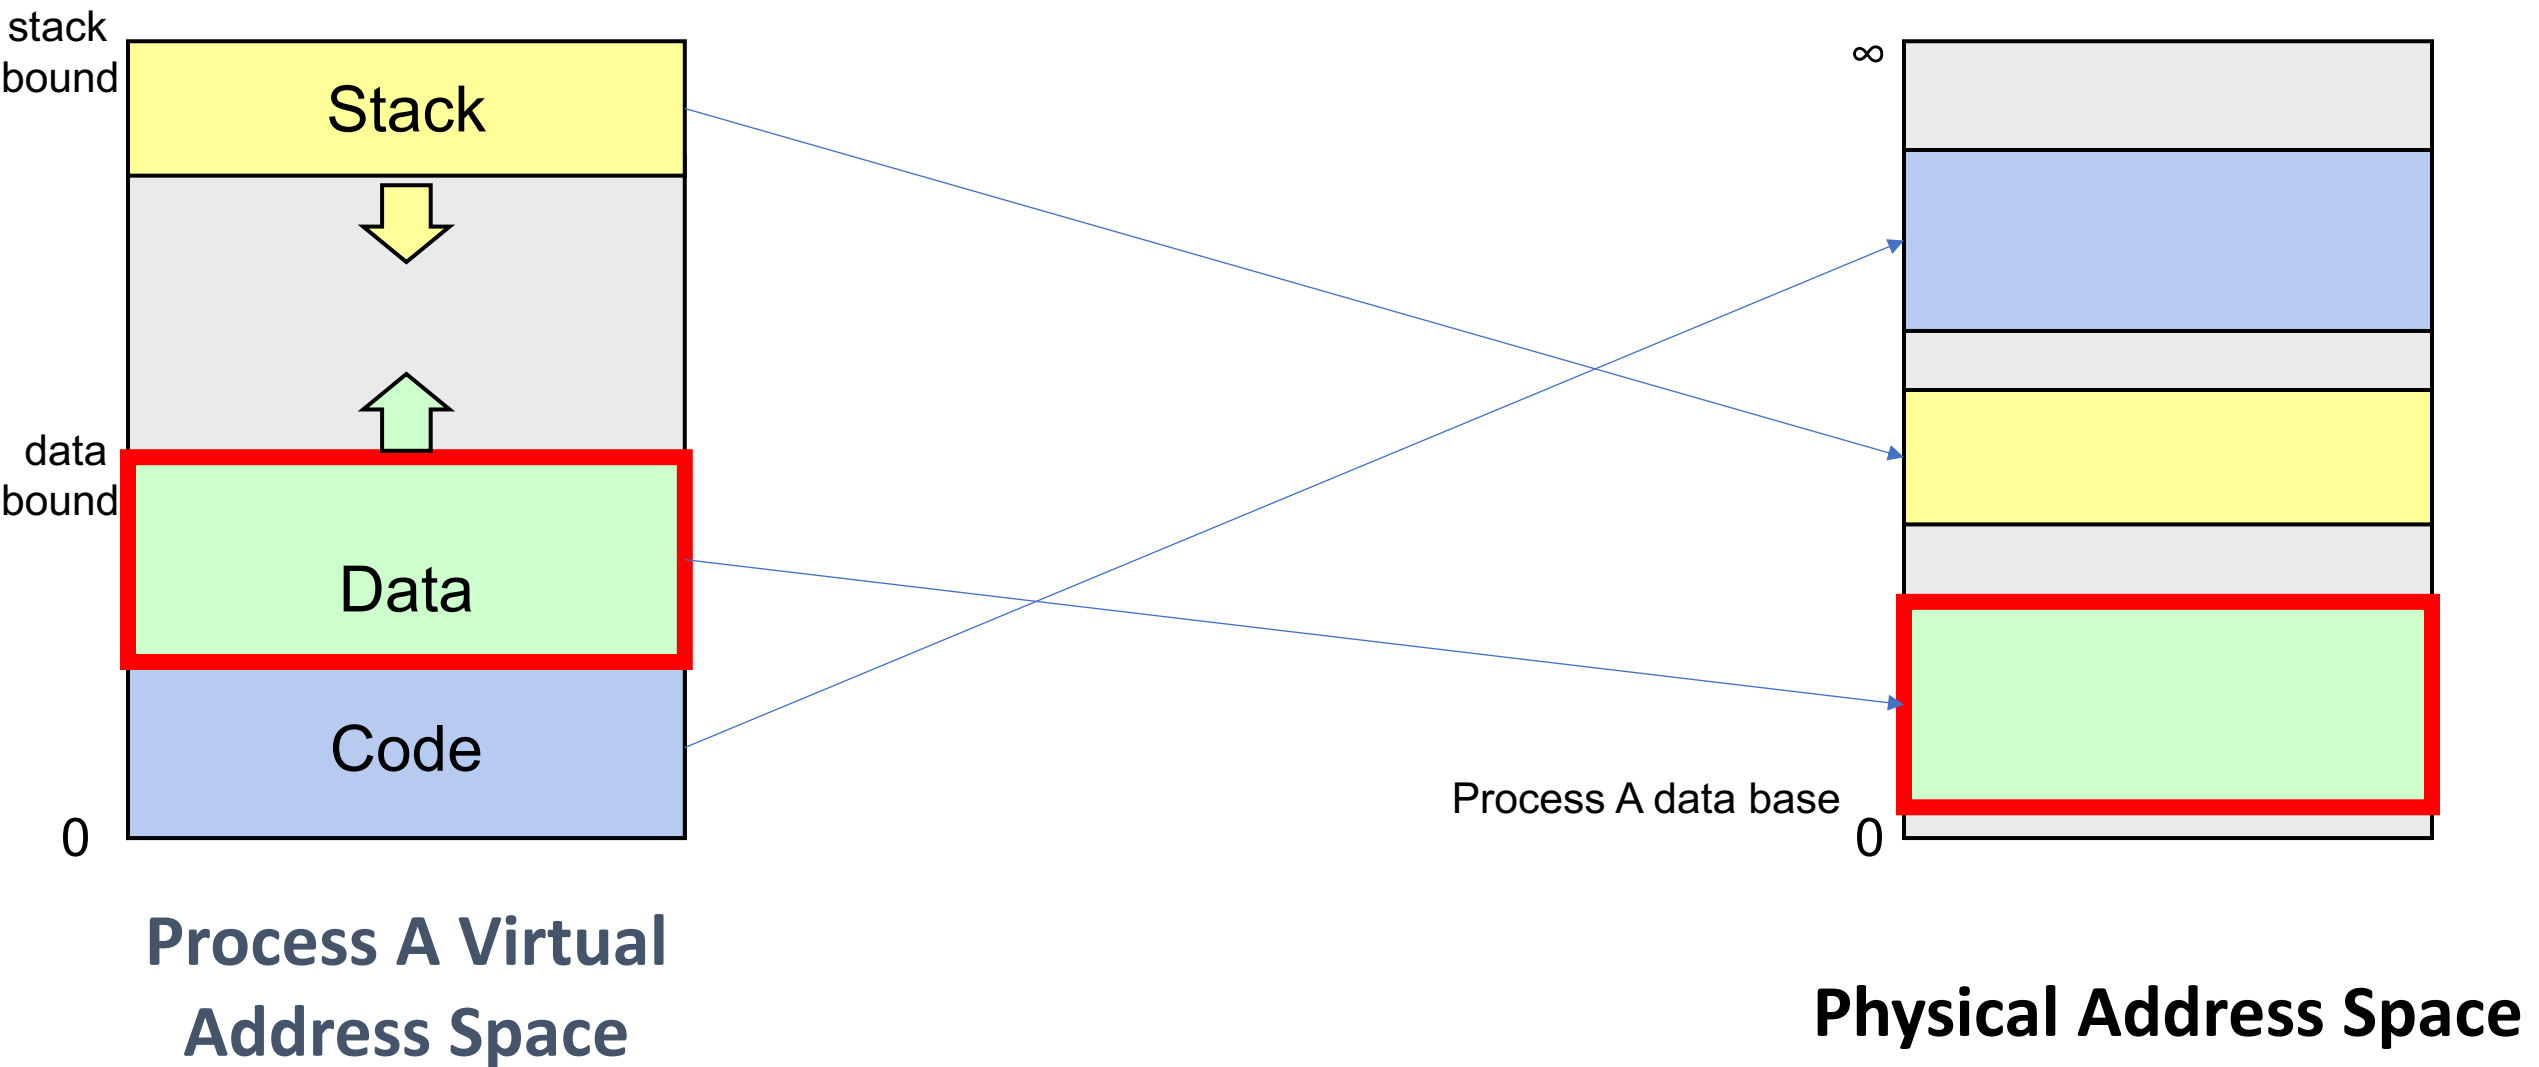 stack
bound
Stack
data
bound
Data
Code
0
Process A Virtual
Address Space
∞
Process A data base
0
Physical Address Space